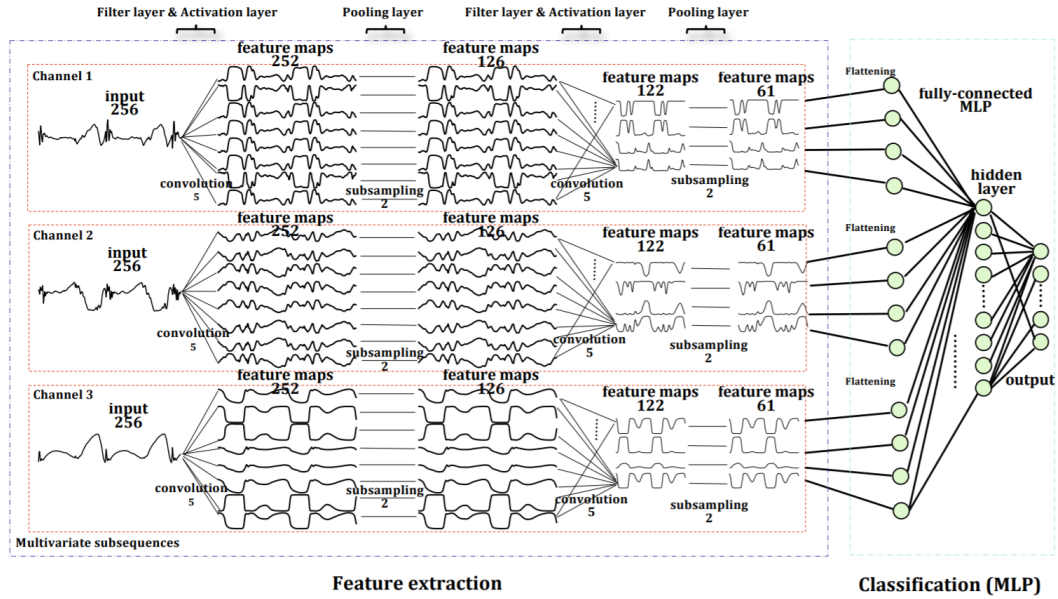 Filter layer & Activation layer
Pooling layer
Filter layer & Activation layer
Pooling layer
Channel 1
input
256
feature maps
252
feature maps
126
feature maps
122
feature maps
61
convolution
5
subsampling
2
convolution
5
subsampling
2
Channel 2
input
256
feature maps
252
feature maps
126
feature maps
122
feature maps
61
convolution
5
subsampling
2
convolution
5
subsampling
2
Channel 3
input
256
feature maps
252
feature maps
126
feature maps
122
feature maps
61
convolution
5
subsampling
2
convolution
5
subsampling
2
Multivariate subsequences
Flattening
fully-connected
MLP
hidden
layer
Flattening
Flattening
output
Feature extraction
Classification (MLP)